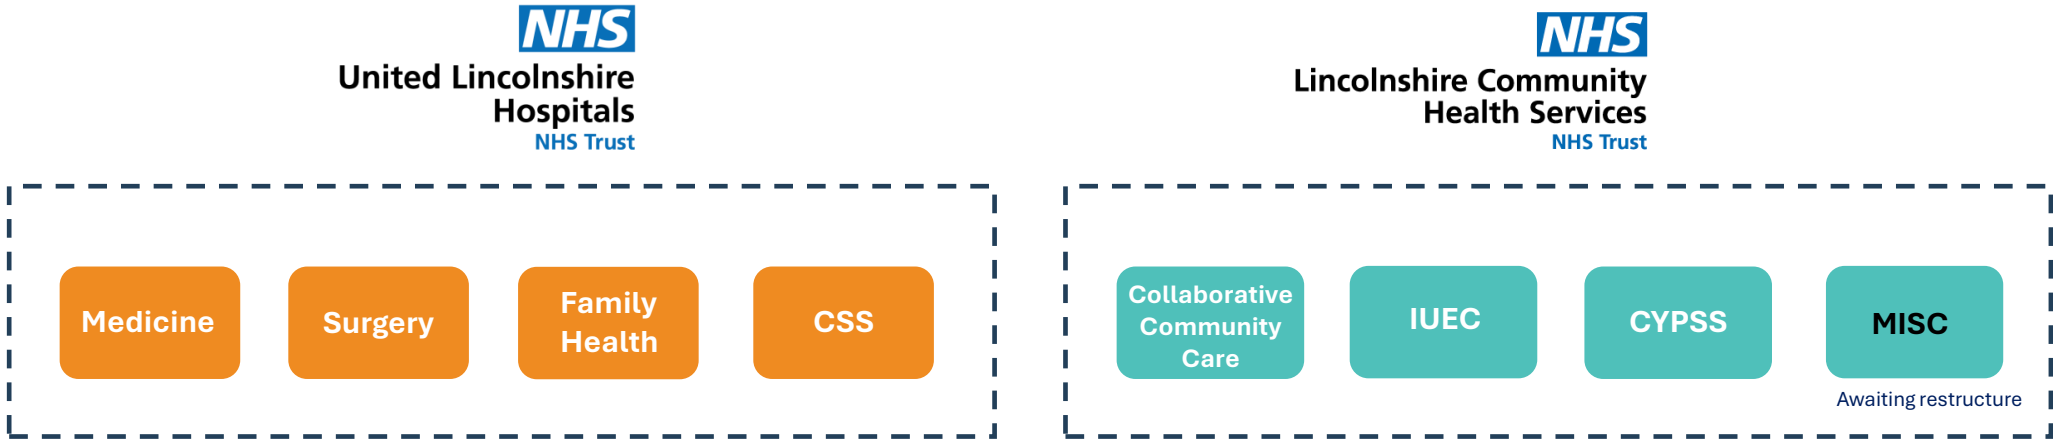 NHS
United Lincolnshire
Hospitals
NHS Trust
NHS
Lincolnshire Community
Health Services
NHS Trust
Medicine
Surgery
Family
Health
CSS
Collaborative
Community
Care
IUEC
CYPSS
MISC
Awaiting restructure